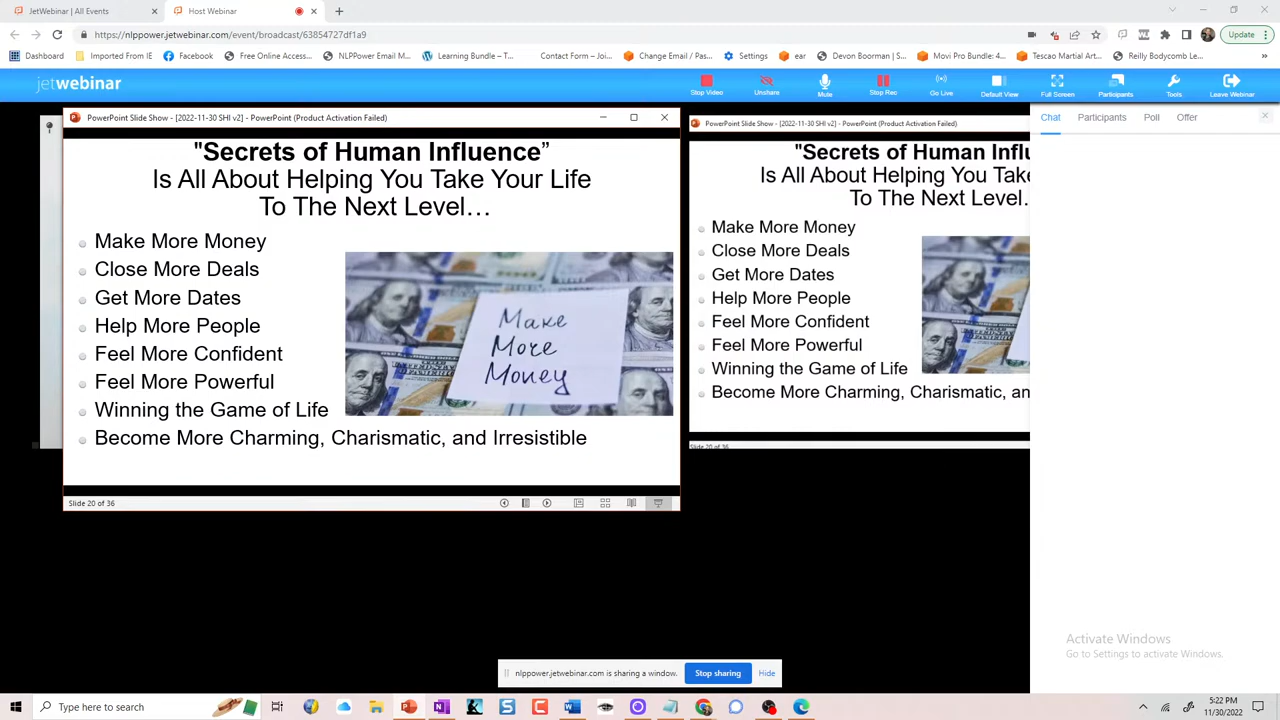 JetWebinar | All Events
Host Webinar
https://nlppower.jetwebinar.com/event/broadcast/63854727df1a9
Update
Dashboard
Imported From IE
Facebook
Free Online Access...
NLPPower Email M...
Learning Bundle – T...
Contact Form – Joi...
Change Email / Pas...
Settings
ear
Devon Boorman | S...
Movi Pro Bundle: 4...
Tescao Martial Art...
Reilly Bodycomb Le...
jetwebinar
Stop Video
Unshare
Mute
Stop Rec
Go Live
Default View
Full Screen
Participants
Tools
Leave Webinar
PowerPoint Slide Show - [2022-11-30 SHI v2] - PowerPoint (Product Activation Failed)
"Secrets of Human Influence”
Is All About Helping You Take Your Life
To The Next Level…
Make More Money
Close More Deals
Get More Dates
Help More People
Feel More Confident
Feel More Powerful
Winning the Game of Life
Become More Charming, Charismatic, and Irresistible
Make
More
Money
Slide 20 of 36
PowerPoint Slide Show - [2022-11-30 SHI v2] - PowerPoint (Product Activation Failed)
"Secrets of Human Influ
Is All About Helping You Take
To The Next Level.
Make More Money
Close More Deals
Get More Dates
Help More People
Feel More Confident
Feel More Powerful
Winning the Game of Life
Become More Charming, Charismatic, an
Slide 20 of 36
Chat
Participants
Poll
Offer
Activate Windows
Go to Settings to activate Windows.
nlppower.jetwebinar.com is sharing a window.
Stop sharing
Hide
Type here to search
5:22 PM
11/30/2022